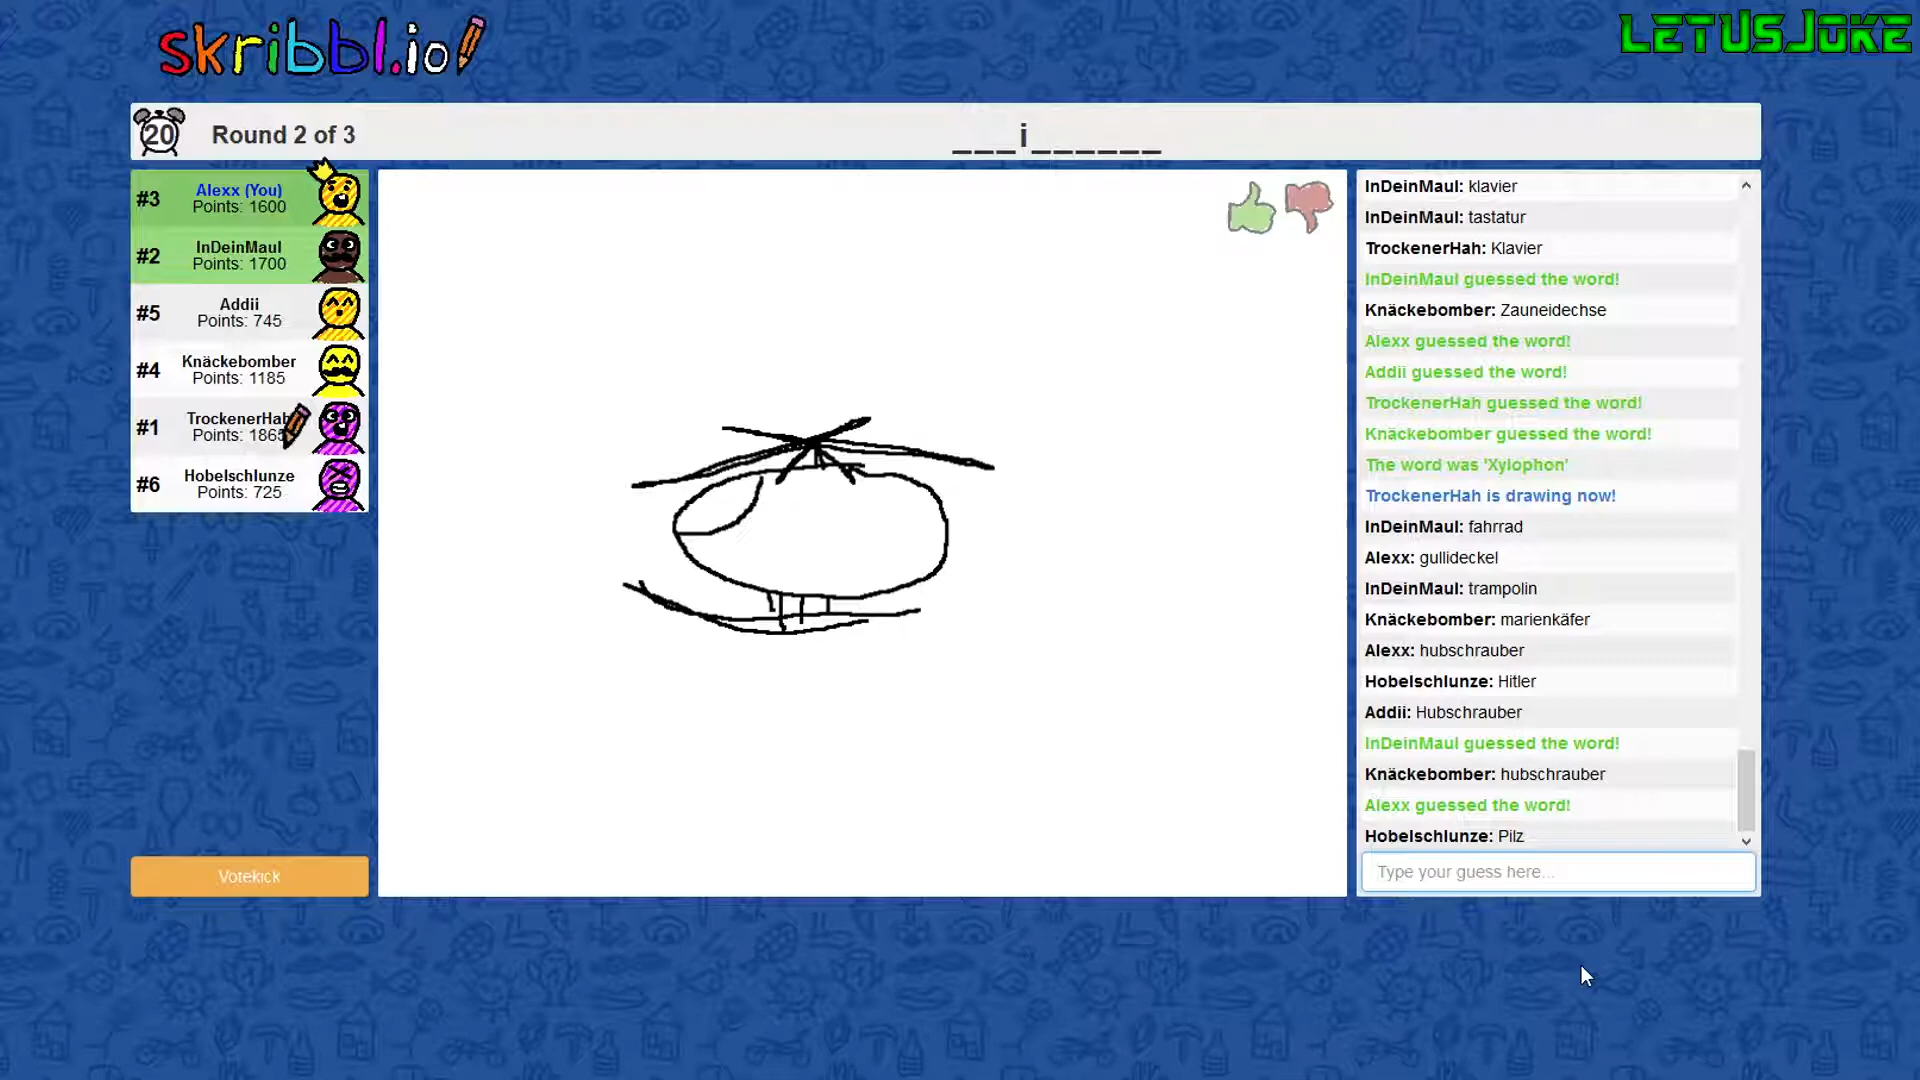 skribbl.io
LETUSJOKE
20
Round 2 of 3
___i______
#3
Alexx (You)
Points: 1600
#2
InDeinMaul
Points: 1700
#5
Addii
Points: 745
#4
Knäckebomber
Points: 1185
#1
TrockenerHah
Points: 1865
#6
Hobelschlunze
Points: 725
Votekick
InDeinMaul: klavier
InDeinMaul: tastatur
TrockenerHah: Klavier
InDeinMaul guessed the word!
Knäckebomber: Zauneidechse
Alexx guessed the word!
Addii guessed the word!
TrockenerHah guessed the word!
Knäckebomber guessed the word!
The word was 'Xylophon'
TrockenerHah is drawing now!
InDeinMaul: fahrrad
Alexx: gullideckel
InDeinMaul: trampolin
Knäckebomber: marienkäfer
Alexx: hubschrauber
Hobelschlunze: Hitler
Addii: Hubschrauber
InDeinMaul guessed the word!
Knäckebomber: hubschrauber
Alexx guessed the word!
Hobelschlunze: Pilz
Type your guess here...